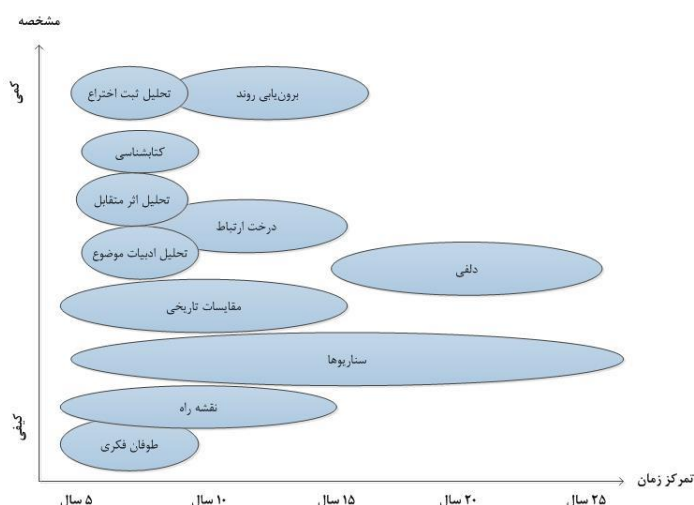 مشخصه
کمی
تحلیل ثبت اختراع
برون‌یابی روند
کتابشناسی
تحلیل اثر متقابل
درخت ارتباط
تحلیل ادبیات موضوع
دلفی
مقایسات تاریخی
سناریوها
نقشه راه
کیفی
طوفان فکری
تمرکز زمان
۵ سال
۱۰ سال
۱۵ سال
۲۰ سال
۲۵ سال